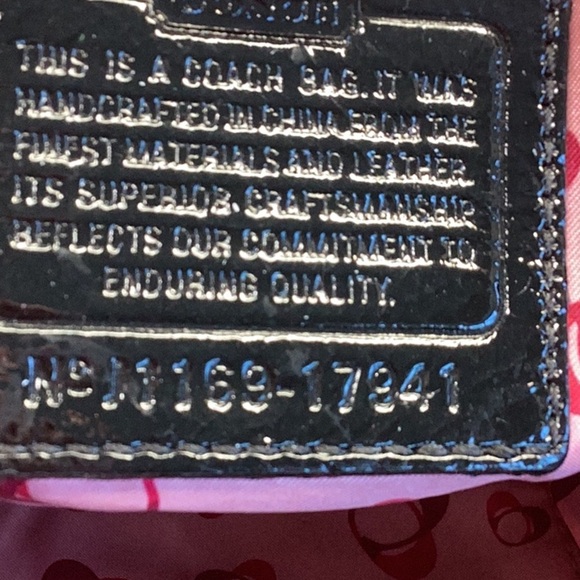 THIS IS A COACH BAG. IT WAS
HANDCRAFTED IN CHINA FROM THE
FINEST MATERIALS AND LEATHER.
ITS SUPERIOR CRAFTSMANSHIP
REFLECTS OUR COMMITMENT TO
ENDURING QUALITY.
Nº J1169-17941